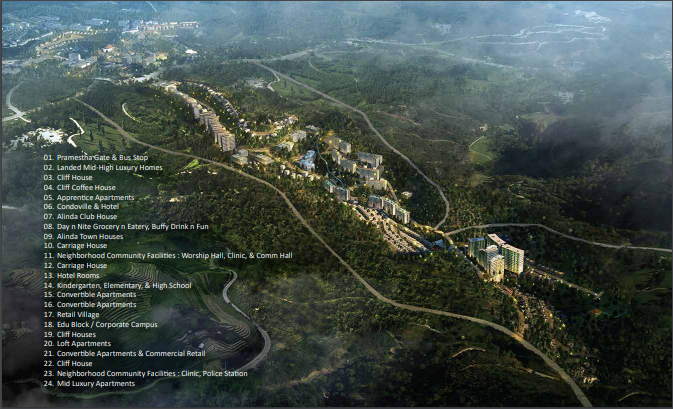 01. Pramestha Gate & Bus Stop
02. Landed Mid-High Luxury Homes
03. Cliff House
04. Cliff Coffee House
05. Apprentice Apartments
06. Condoville & Hotel
07. Alinda Club House
08. Day n Nite Grocery n Eatery, Buffy Drink n Fun
09. Alinda Town Houses
10. Carriage House
11. Neighborhood Community Facilities : Worship Hall, Clinic, & Comm Hall
12. Carriage House
13. Hotel Rooms
14. Kindergarten, Elementary, & High School
15. Convertible Apartments
16. Convertible Apartments
17. Retail Village
18. Edu Block / Corporate Campus
19. Cliff Houses
20. Loft Apartments
21. Convertible Apartments & Commercial Retail
22. Cliff House
23. Neighborhood Community Facilities : Clinic, Police Station
24. Mid Luxury Apartments